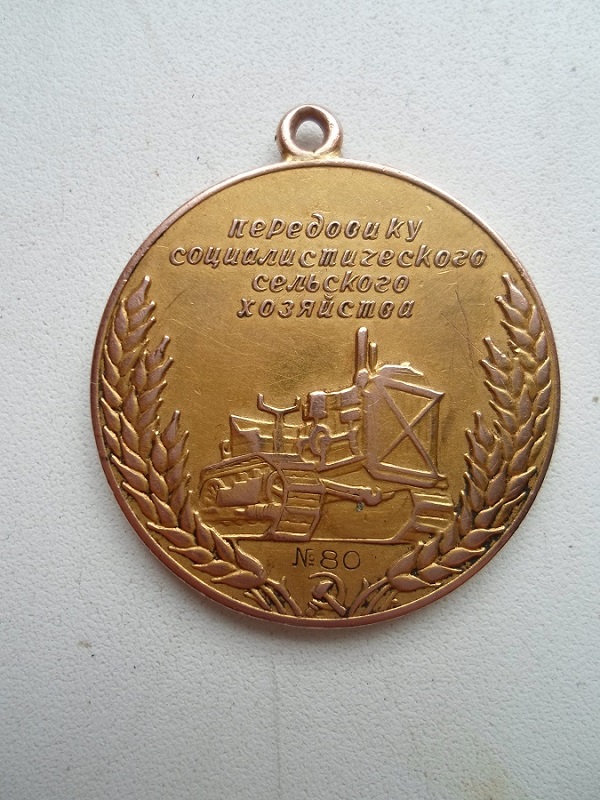 передовику
социалистического
сельского
хозяйства
№80